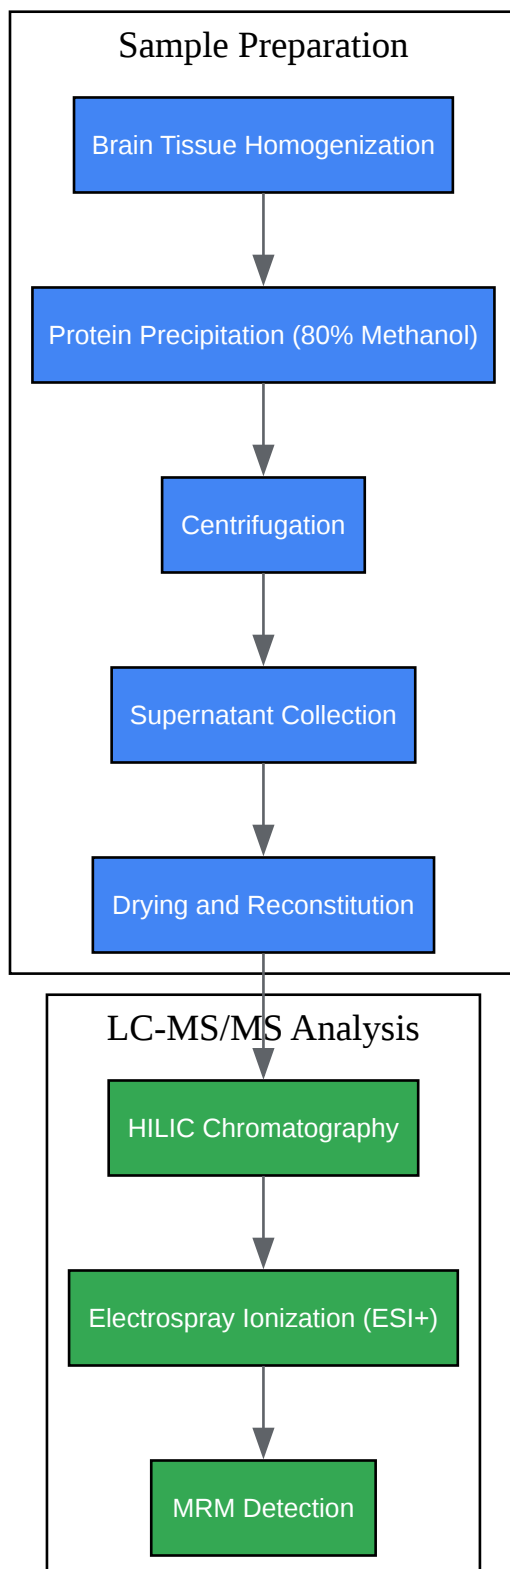 Sample Preparation
Brain Tissue Homogenization
Protein Precipitation (80% Methanol)
Centrifugation
Supernatant Collection
Drying and Reconstitution
LC-MS/MS Analysis
HILIC Chromatography
Electrospray Ionization (ESI+)
MRM Detection